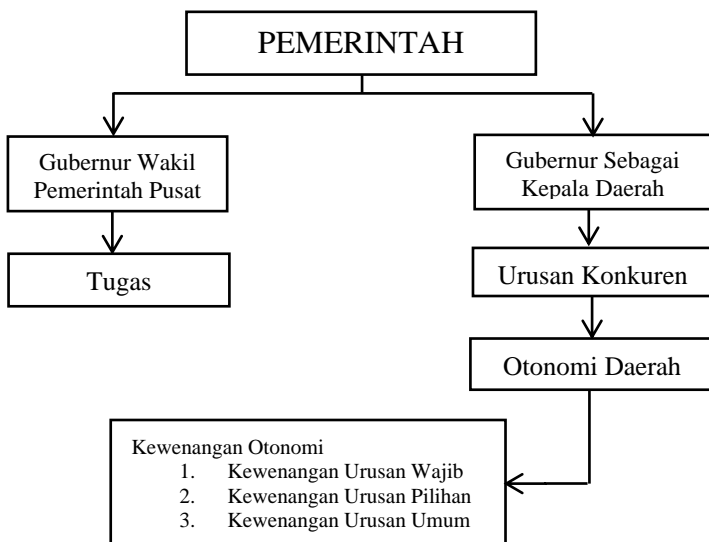 PEMERINTAH
Gubernur Wakil
Pemerintah Pusat
Gubernur Sebagai
Kepala Daerah
Tugas
Urusan Konkuren
Otonomi Daerah
Kewenangan Otonomi
1. Kewenangan Urusan Wajib
2. Kewenangan Urusan Pilihan
3. Kewenangan Urusan Umum